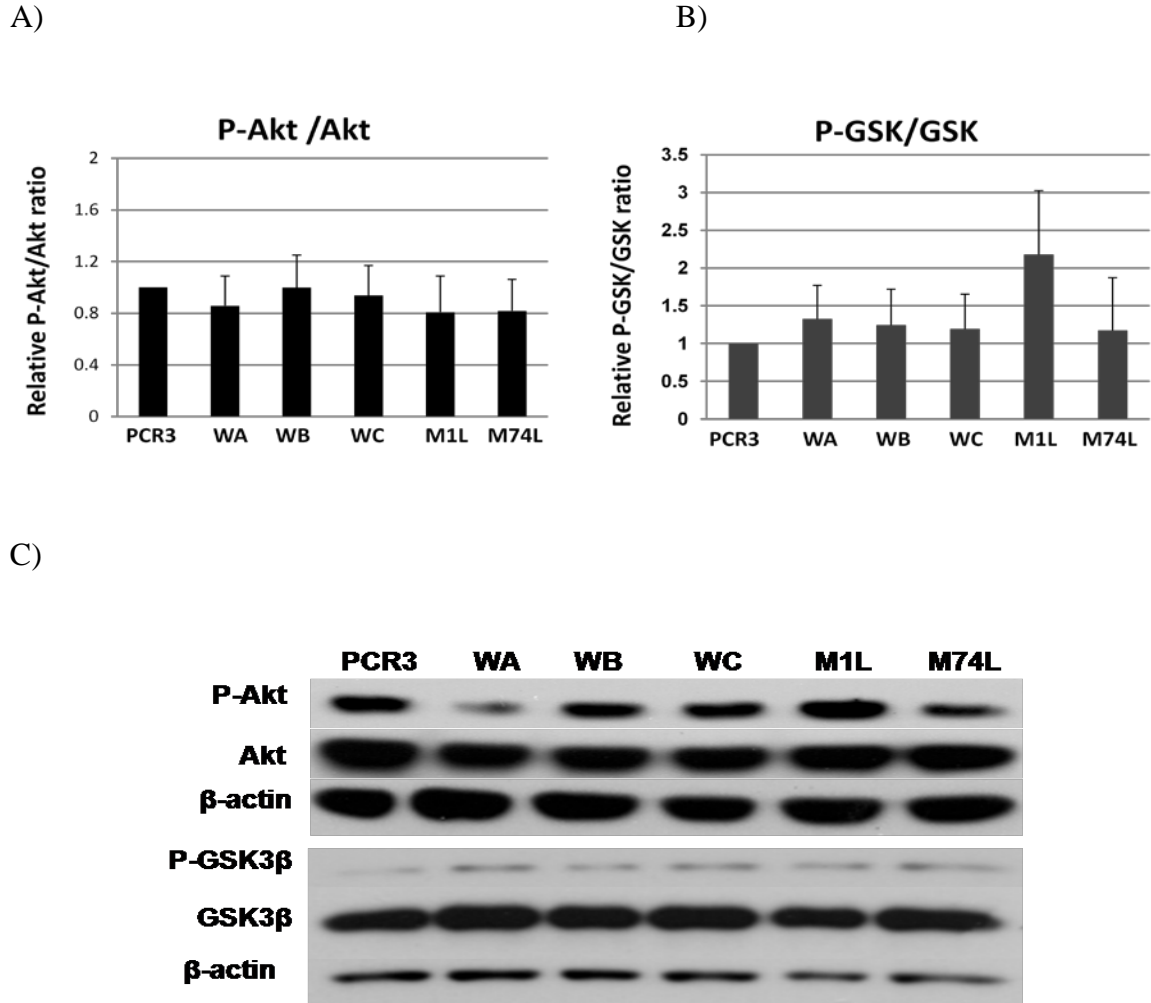 A)
B)
P-Akt /Akt
Relative P-Akt/Akt ratio
2
1.6
1.2
0.8
0.4
0
PCR3 WA WB WC M1L M74L
P-GSK/GSK
Relative P-GSK/GSK ratio
3.5
3
2.5
2
1.5
1
0.5
0
PCR3 WA WB WC M1L M74L
C)
PCR3 WA WB WC M1L M74L
P-Akt
Akt
β-actin
P-GSK3β
GSK3β
β-actin